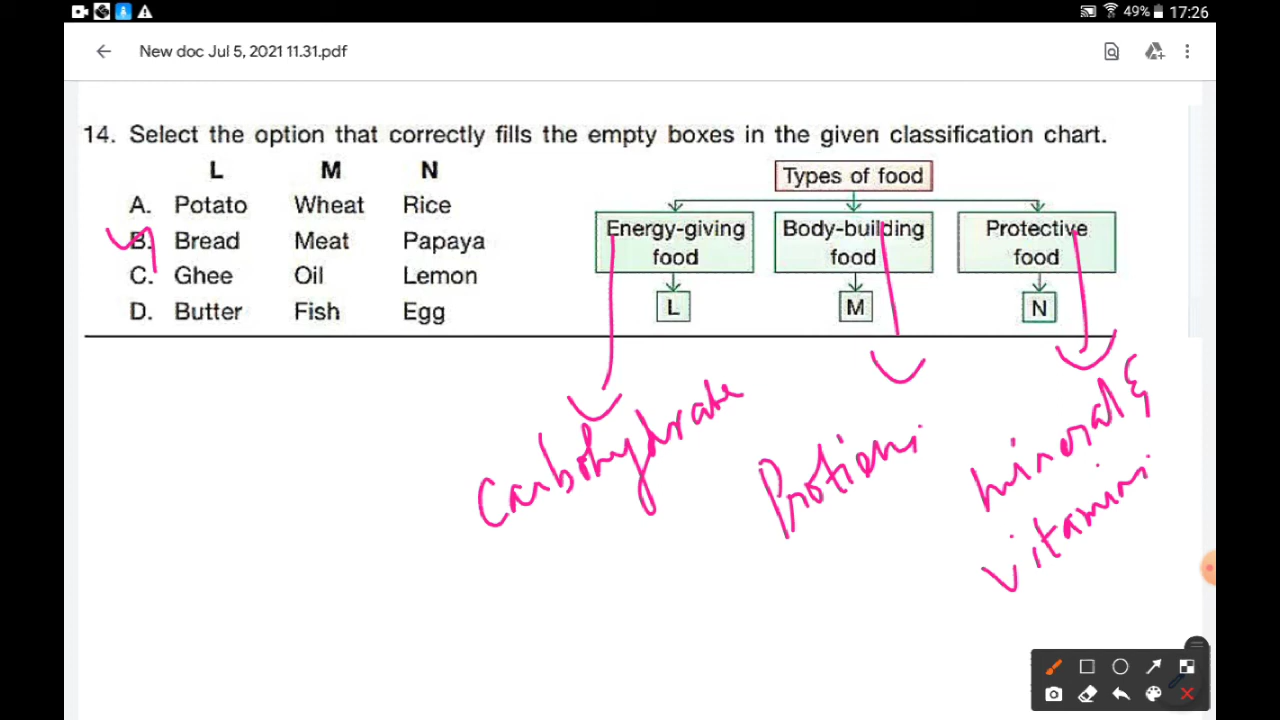 49% 17:26
New doc Jul 5, 2021 11.31.pdf
14. Select the option that correctly fills the empty boxes in the given classification chart.
L M N
A. Potato Wheat Rice
B. Bread Meat Papaya
C. Ghee Oil Lemon
D. Butter Fish Egg
Types of food
Energy-giving food
Body-building food
Protective food
L M N
Carbohydrate
Protiens
minerals
vitamins